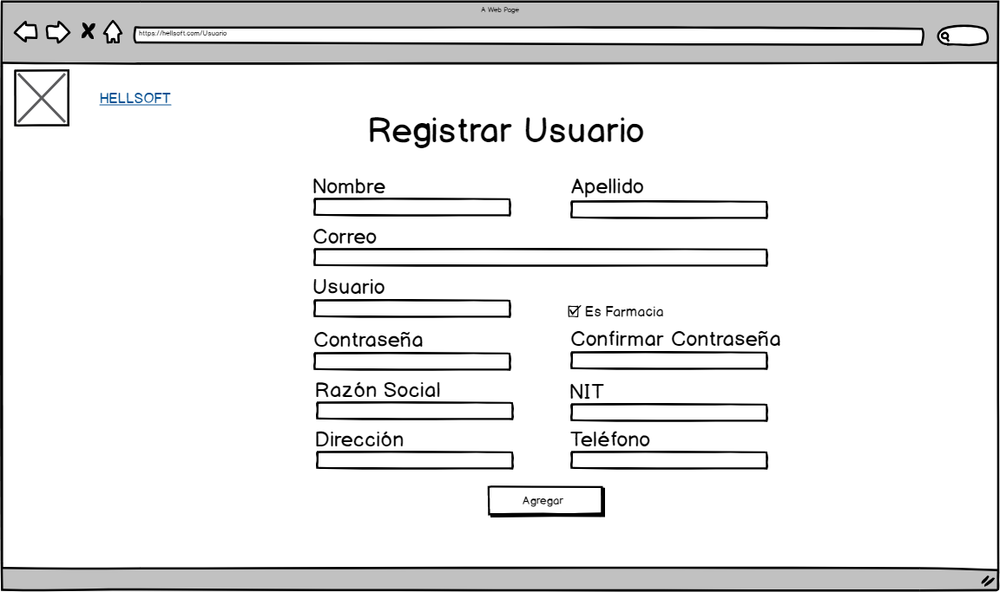 A Web Page
https://hellsoft.com/Usuario
HELLSOFT
Registrar Usuario
Nombre
Apellido
Correo
Usuario
Es Farmacia
Contraseña
Confirmar Contraseña
Razón Social
NIT
Dirección
Teléfono
Agregar